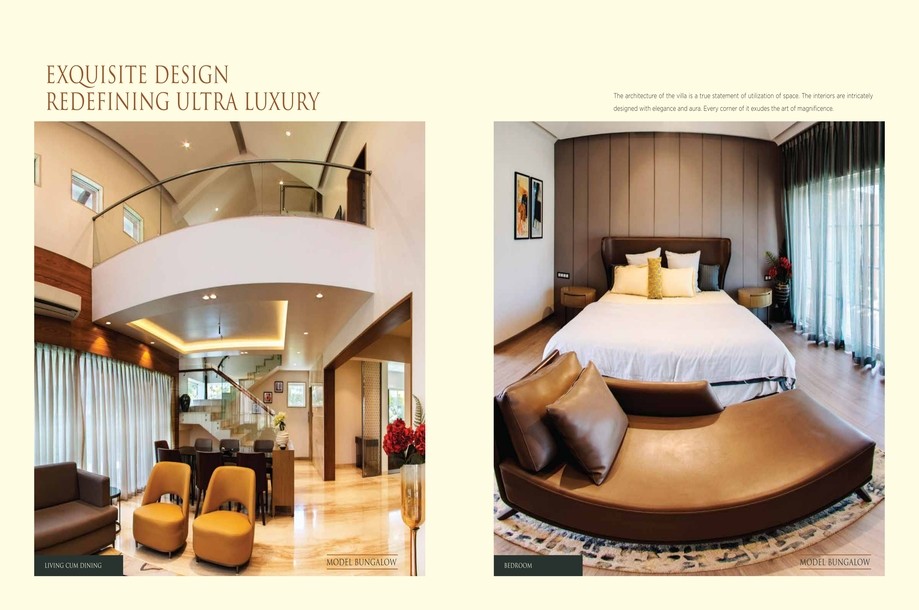 EXQUISITE DESIGN
REDEFINING ULTRA LUXURY
The architecture of the villa is a true statement of utilization of space. The interiors are intricately
designed with elegance and aura. Every corner of it exudes the art of magnificence.
LIVING CUM DINING
MODEL BUNGALOW
BEDROOM
MODEL BUNGALOW